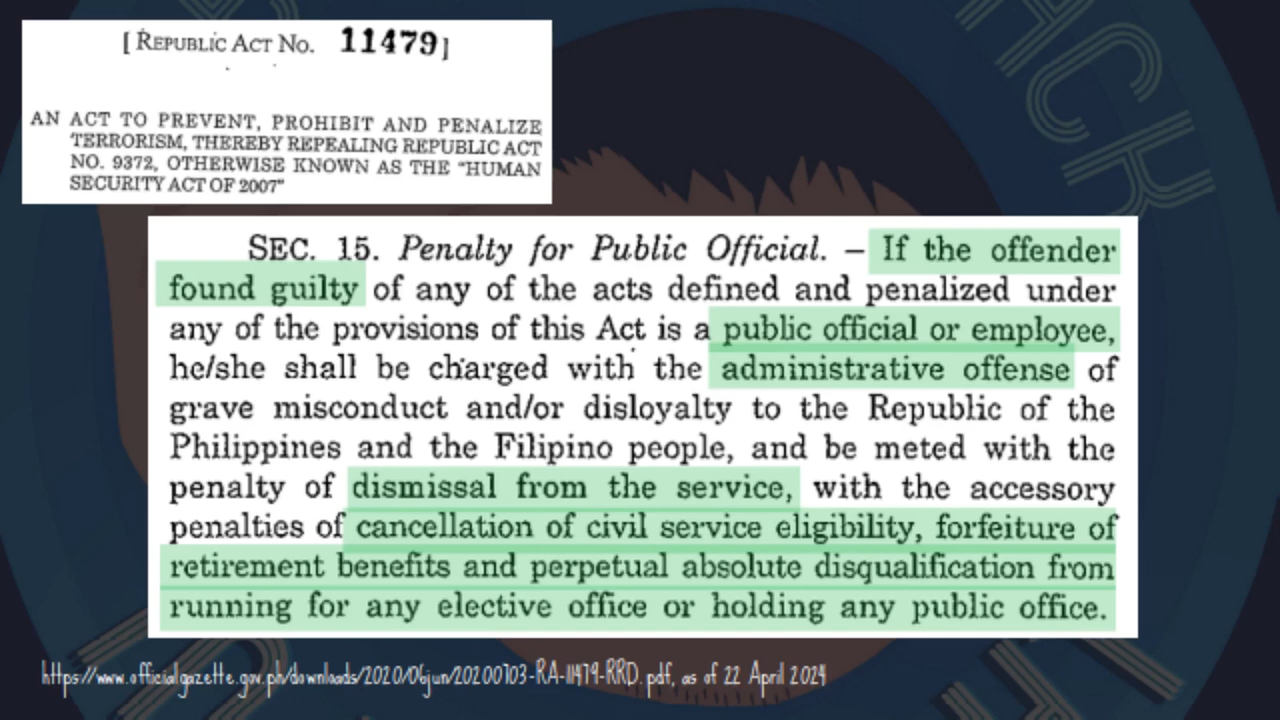 [ REPUBLIC ACT NO. 11479 ]
AN ACT TO PREVENT, PROHIBIT AND PENALIZE
TERRORISM, THEREBY REPEALING REPUBLIC ACT
NO. 9372, OTHERWISE KNOWN AS THE "HUMAN
SECURITY ACT OF 2007"
SEC. 15. Penalty for Public Official. – If the offender
found guilty of any of the acts defined and penalized under
any of the provisions of this Act is a public official or employee,
he/she shall be charged with the administrative offense of
grave misconduct and/or disloyalty to the Republic of the
Philippines and the Filipino people, and be meted with the
penalty of dismissal from the service, with the accessory
penalties of cancellation of civil service eligibility, forfeiture of
retirement benefits and perpetual absolute disqualification from
running for any elective office or holding any public office.
https://www.officialgazette.gov.ph/downloads/2020/06jun/20200703-RA-11479-RRD.pdf, as of 22 April 2024